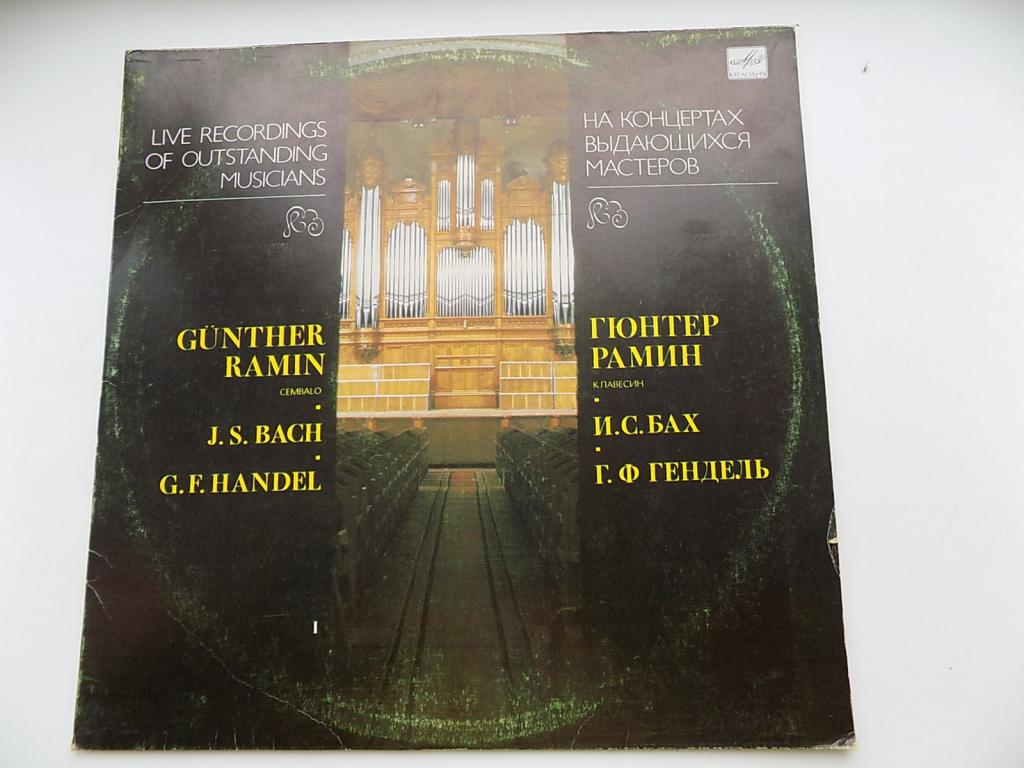 LIVE RECORDINGS
OF OUTSTANDING
MUSICIANS
GÜNTHER
RAMIN
CEMBALO
J. S. BACH
G. F. HANDEL
I
МЕЛОДИЯ
НА КОНЦЕРТАХ
ВЫДАЮЩИХСЯ
МАСТЕРОВ
ГЮНТЕР
РАМИН
КЛАВЕСИН
И.С.БАХ
Г.Ф ГЕНДЕЛЬ